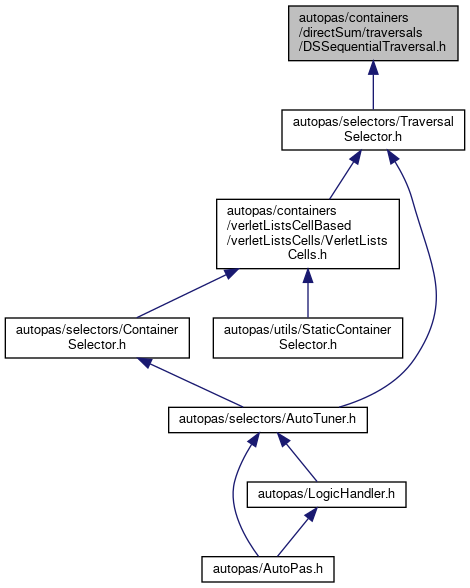 autopas/containers
/directSum/traversals
/DSSequentialTraversal.h
autopas/selectors/Traversal
Selector.h
autopas/containers
/verletListsCellBased
/verletListsCells/VerletLists
Cells.h
autopas/selectors/Container
Selector.h
autopas/utils/StaticContainer
Selector.h
autopas/selectors/AutoTuner.h
autopas/LogicHandler.h
autopas/AutoPas.h